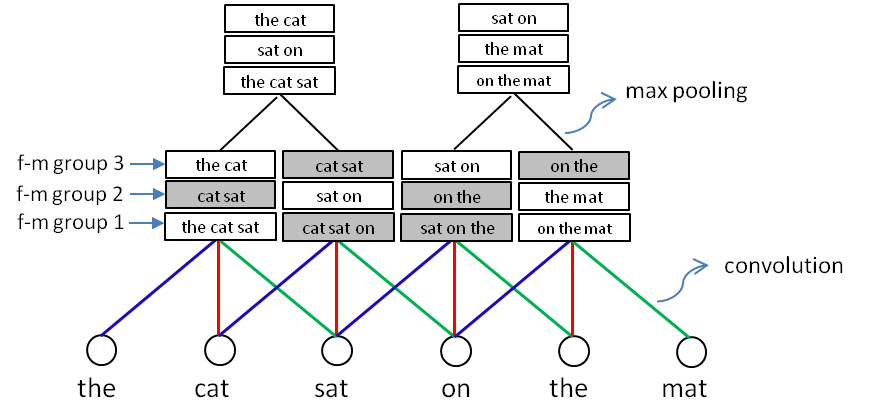 the cat sat on
sat on the mat
the cat sat on the mat
max pooling
f-m group 3 the cat cat sat sat on on the
f-m group 2 cat sat sat on on the the mat
f-m group 1 the cat sat cat sat on sat on the on the mat
convolution
the cat sat on the mat